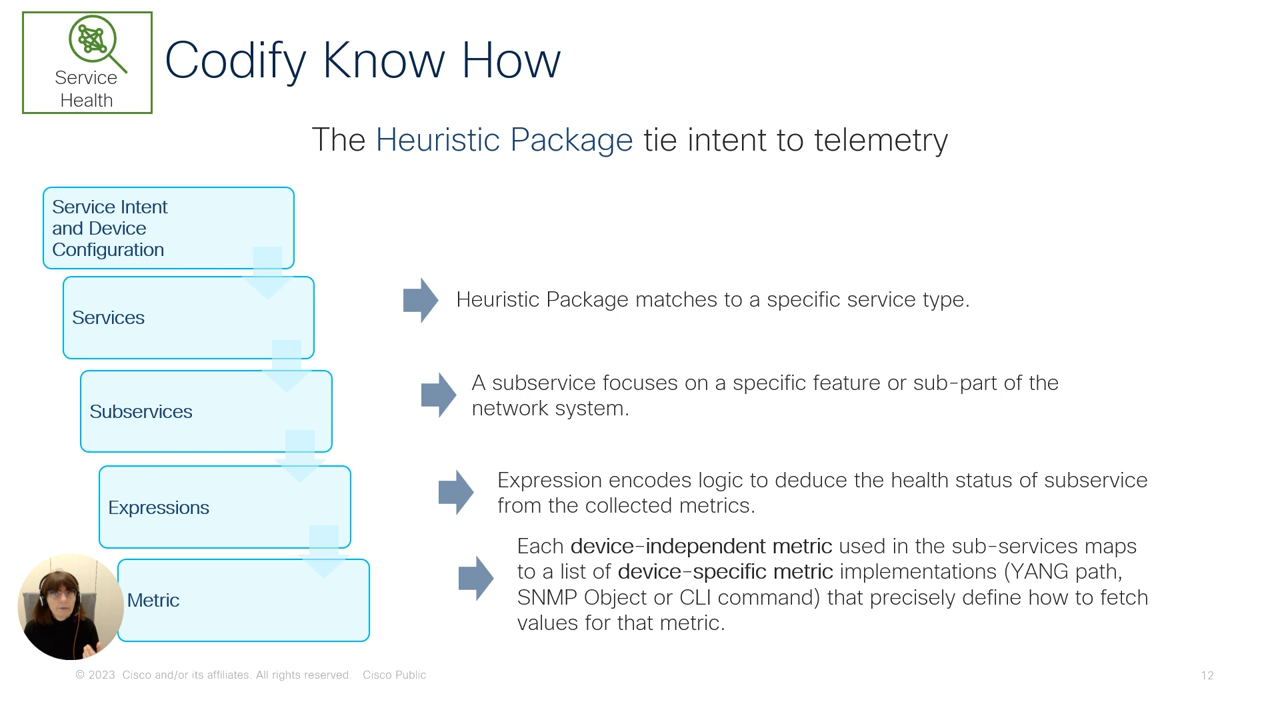 Service
Health
Codify Know How
The Heuristic Package tie intent to telemetry
Service Intent
and Device
Configuration
Services
Heuristic Package matches to a specific service type.
Subservices
A subservice focuses on a specific feature or sub-part of the
network system.
Expressions
Expression encodes logic to deduce the health status of subservice
from the collected metrics.
Metric
Each device-independent metric used in the sub-services maps
to a list of device-specific metric implementations (YANG path,
SNMP Object or CLI command) that precisely define how to fetch
values for that metric.
© 2023 Cisco and/or its affiliates. All rights reserved. Cisco Public
12